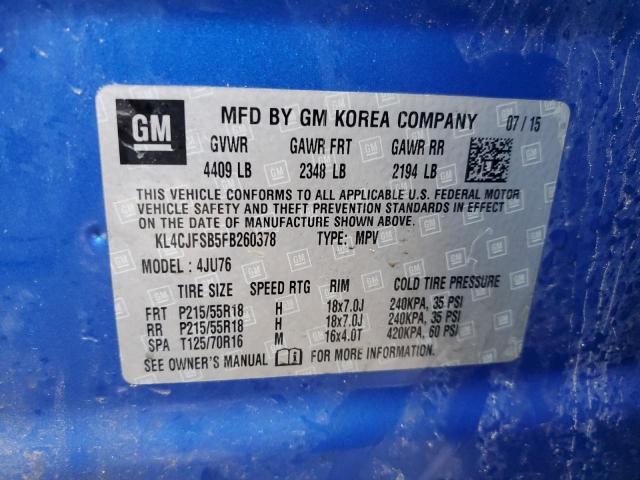 GM MFD BY GM KOREA COMPANY 07/15
GVWR GAWR FRT GAWR RR
4409 LB 2348 LB 2194 LB
THIS VEHICLE CONFORMS TO ALL APPLICABLE U.S. FEDERAL MOTOR
VEHICLE SAFETY AND THEFT PREVENTION STANDARDS IN EFFECT
ON THE DATE OF MANUFACTURE SHOWN ABOVE.
KL4CJFSB5FB260378 TYPE: MPV
MODEL : 4JU76
TIRE SIZE SPEED RTG RIM COLD TIRE PRESSURE
FRT P215/55R18 H 18x7.0J 240KPA, 35 PSI
RR P215/55R18 H 18x7.0J 240KPA, 35 PSI
SPA T125/70R16 M 16x4.0T 420KPA, 60 PSI
SEE OWNER'S MANUAL FOR MORE INFORMATION.